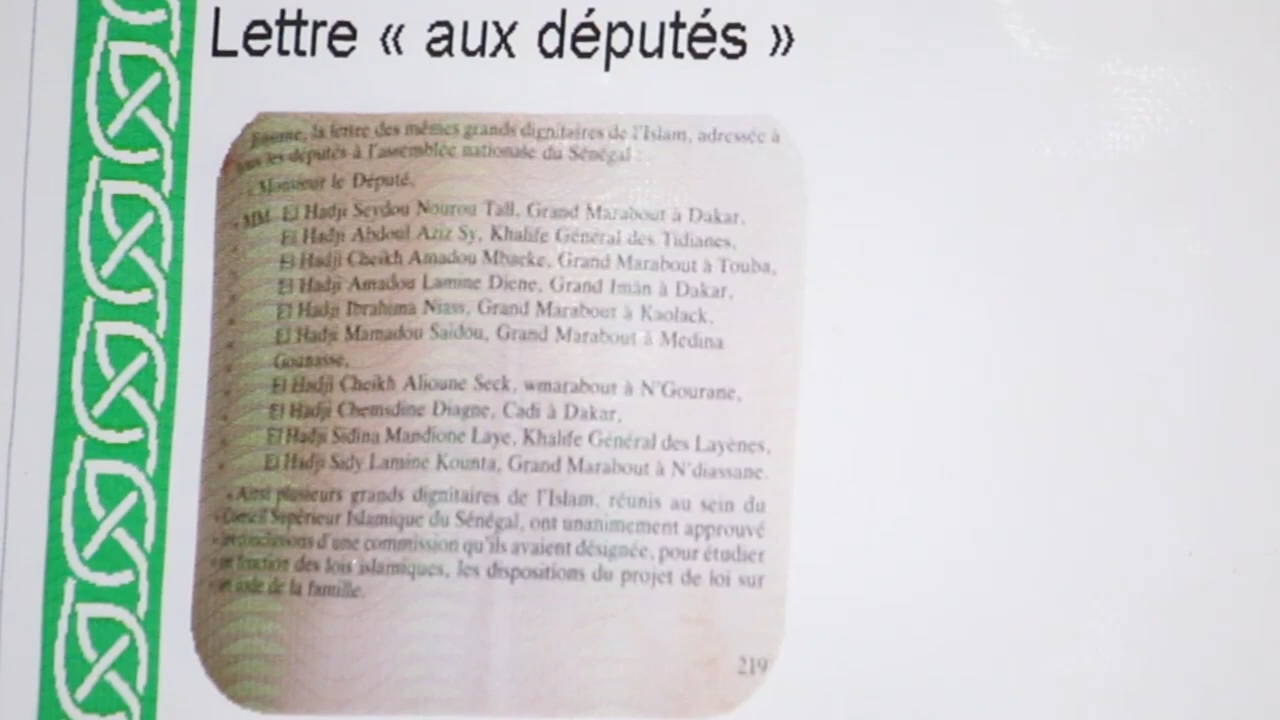 Lettre « aux députés »
la lettre des mêmes grands dignitaires de l'Islam, adressée à
les députés à l'assemblée nationale du Sénégal :
« Monsieur le Député,
« MM. El Hadji Seydou Nourou Tall, Grand Marabout à Dakar,
El Hadji Abdoul Aziz Sy, Khalife Général des Tidianes,
El Hadji Cheikh Amadou Mbacke, Grand Marabout à Touba,
El Hadji Amadou Lamine Diene, Grand Imân à Dakar,
El Hadji Ibrahima Niass, Grand Marabout à Kaolack,
El Hadji Mamadou Saïdou, Grand Marabout à Medina
Gounasse,
El Hadji Cheikh Alioune Seck, wmarabout à N'Gourane,
El Hadji Chemsdine Diagne, Cadi à Dakar,
El Hadji Sidina Mandione Laye, Khalife Général des Layènes,
El Hadji Sidy Lamine Kounta, Grand Marabout à N'diassane.
« Ainsi plusieurs grands dignitaires de l'Islam, réunis au sein du
« Conseil Supérieur Islamique du Sénégal, ont unanimement approuvé
« les conclusions d'une commission qu'ils avaient désignée, pour étudier
« en fonction des lois islamiques, les dispositions du projet de loi sur
« un code de la famille.
219